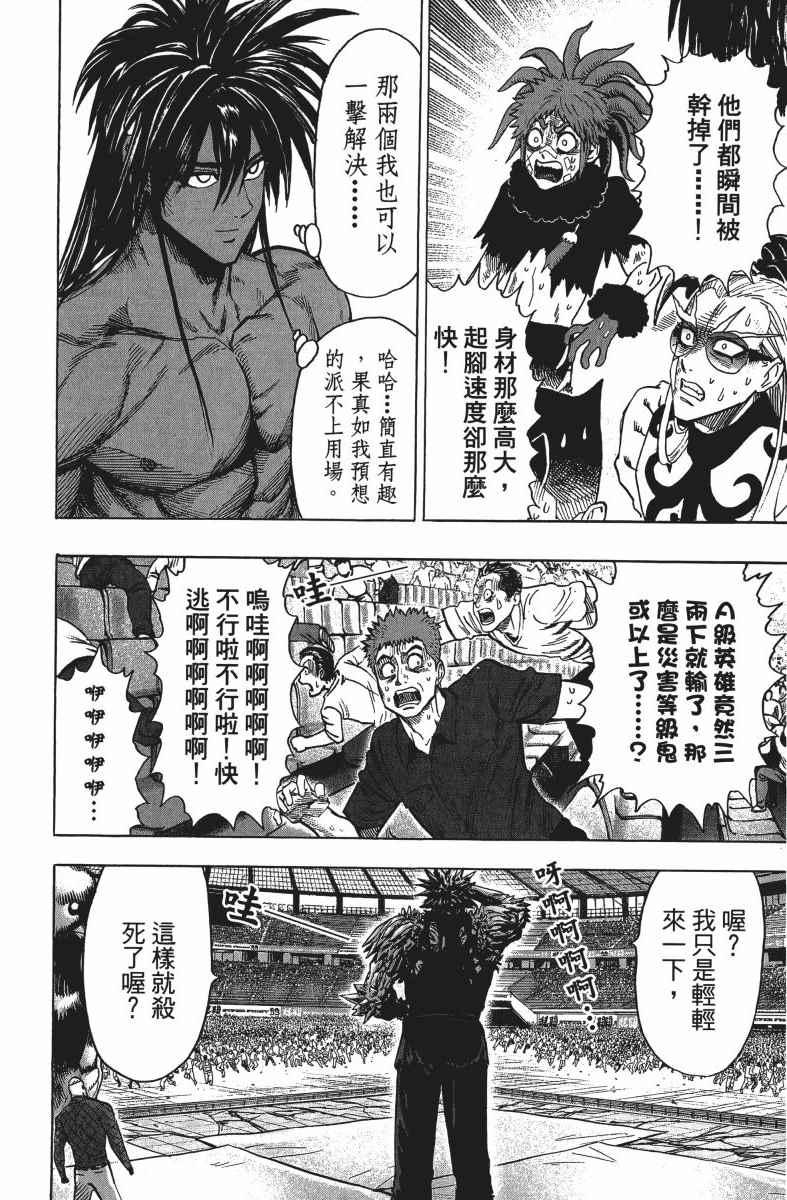 他們都瞬間被
幹掉了……！
身材那麼高大，
起腳速度卻那麼
快！
那兩個我也可以
一擊解決……
哈哈…簡直有趣
，果真如我預想
的派不上用場。
A級英雄竟然三
兩下就輸了，那
麼是災害等級鬼
或以上了……？
哇
嗚哇啊啊啊啊啊！
不行啦不行啦！快
逃啊啊啊啊啊啊！
咿咿咿咿咿…
喔？
我只是輕輕
來一下，
呀啊啊啊啊…
哇
這樣就殺
死了喔？